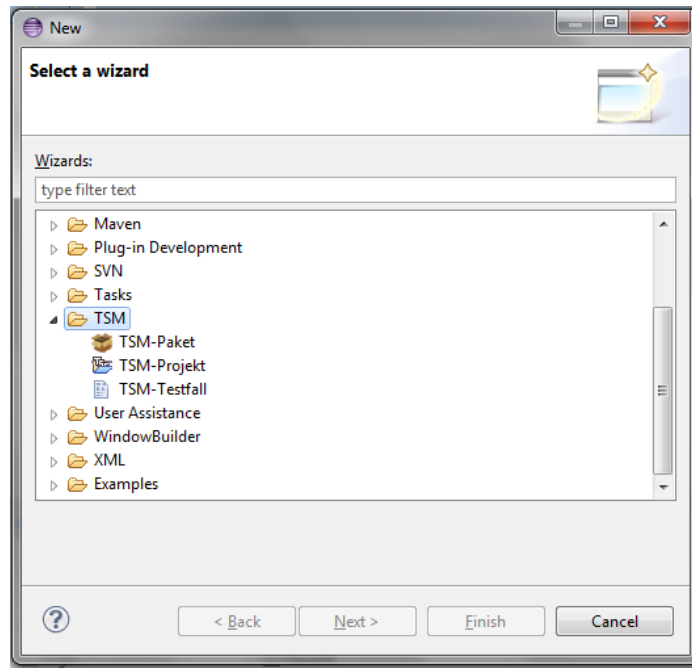 New
Select a wizard
Wizards:
type filter text
Maven
Plug-in Development
SVN
Tasks
TSM
TSM-Paket
TSM-Projekt
TSM-Testfall
User Assistance
WindowBuilder
XML
Examples
?
< Back Next > Finish Cancel